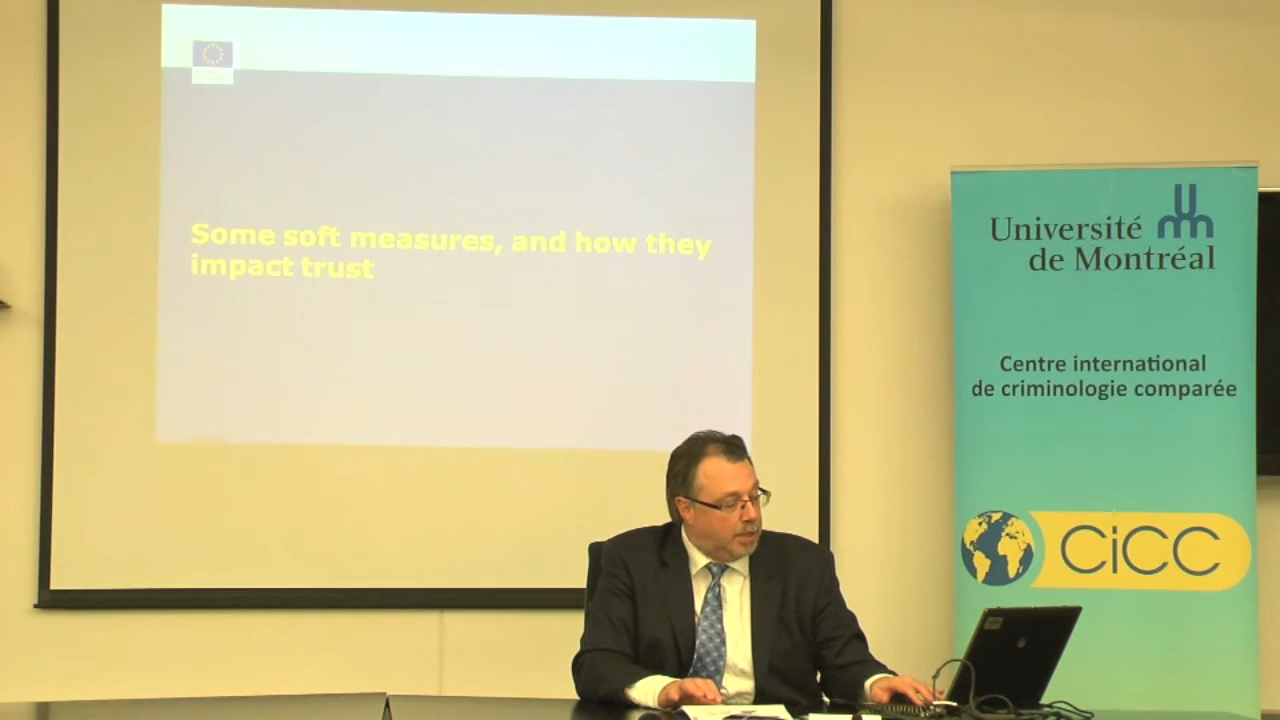 Some soft measures, and how they
impact trust
Université
de Montréal
Centre international
de criminologie comparée
CiCC